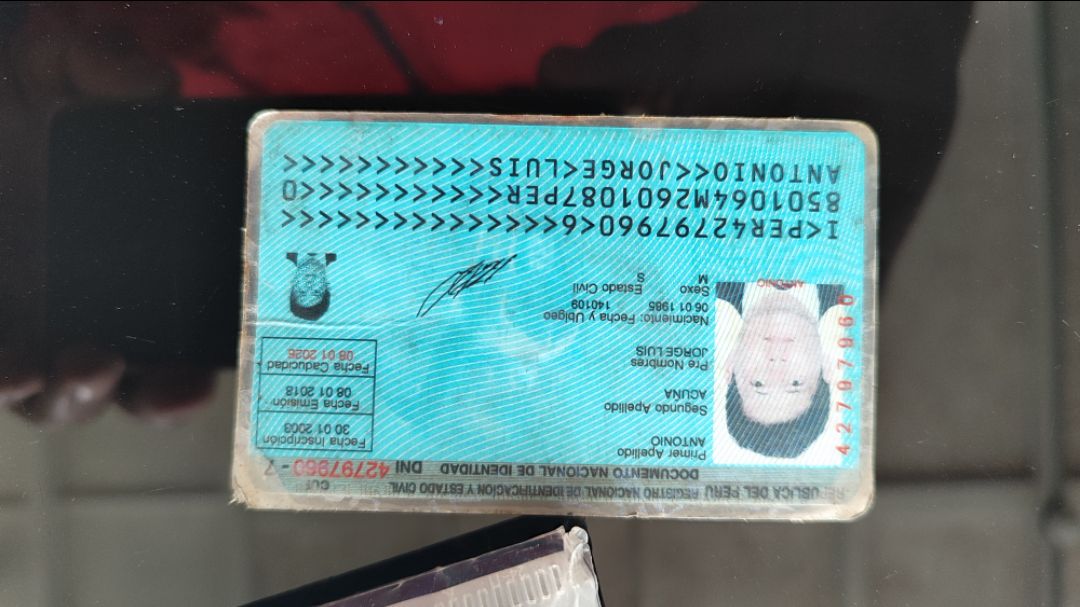 REPUBLICA DEL PERU REGISTRO NACIONAL DE IDENTIFICACION Y ESTADO CIVIL
DOCUMENTO NACIONAL DE IDENTIDAD DNI 42797960 - 7
CUI
Primer Apellido
ANTONIO
Segundo Apellido
ACUÑA
Pre Nombres
JORGE LUIS
Nacimiento: Fecha y Ubigeo
06 01 1985 140109
Sexo Estado Civil
M S
Fecha Inscripción
30 01 2003
Fecha Emisión
08 01 2018
Fecha Caducidad
08 01 2026
42797960
ANTONIO
I<PER42797960<6<<<<<<<<<<<<<<<
8501064M2601087PER<<<<<<<<<<<0
ANTONIO<<JORGE<LUIS<<<<<<<<<<<